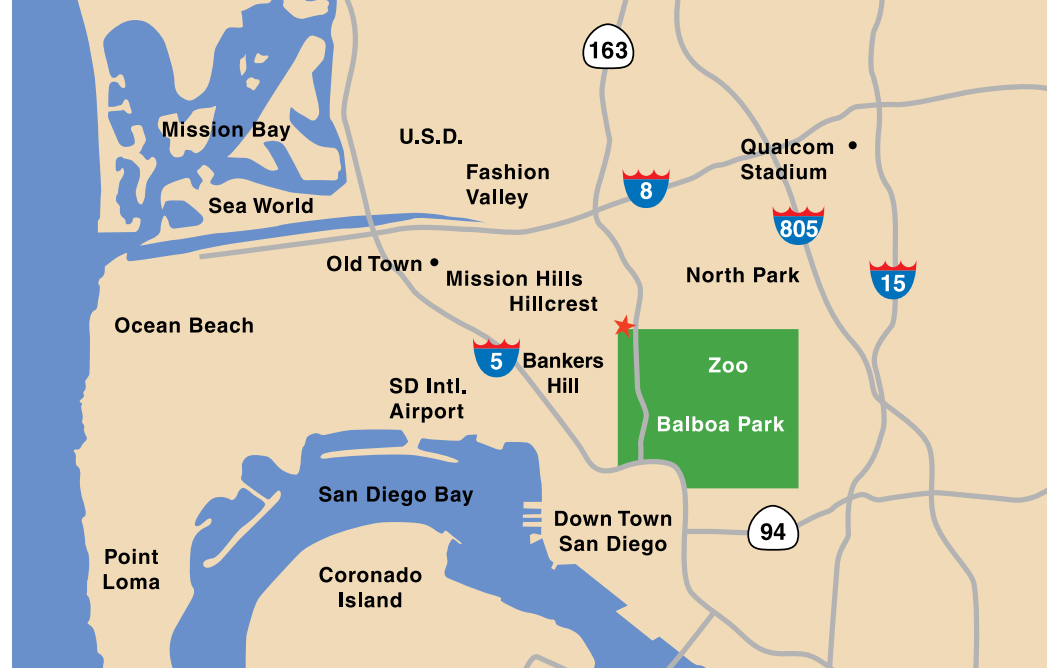 163
Mission Bay
U.S.D.
Qualcom
Stadium
Fashion
Valley
8
Sea World
805
Old Town
Mission Hills
Hillcrest
North Park
15
Ocean Beach
5
Bankers
Hill
Zoo
SD Intl.
Airport
Balboa Park
San Diego Bay
Down Town
San Diego
94
Point
Loma
Coronado
Island